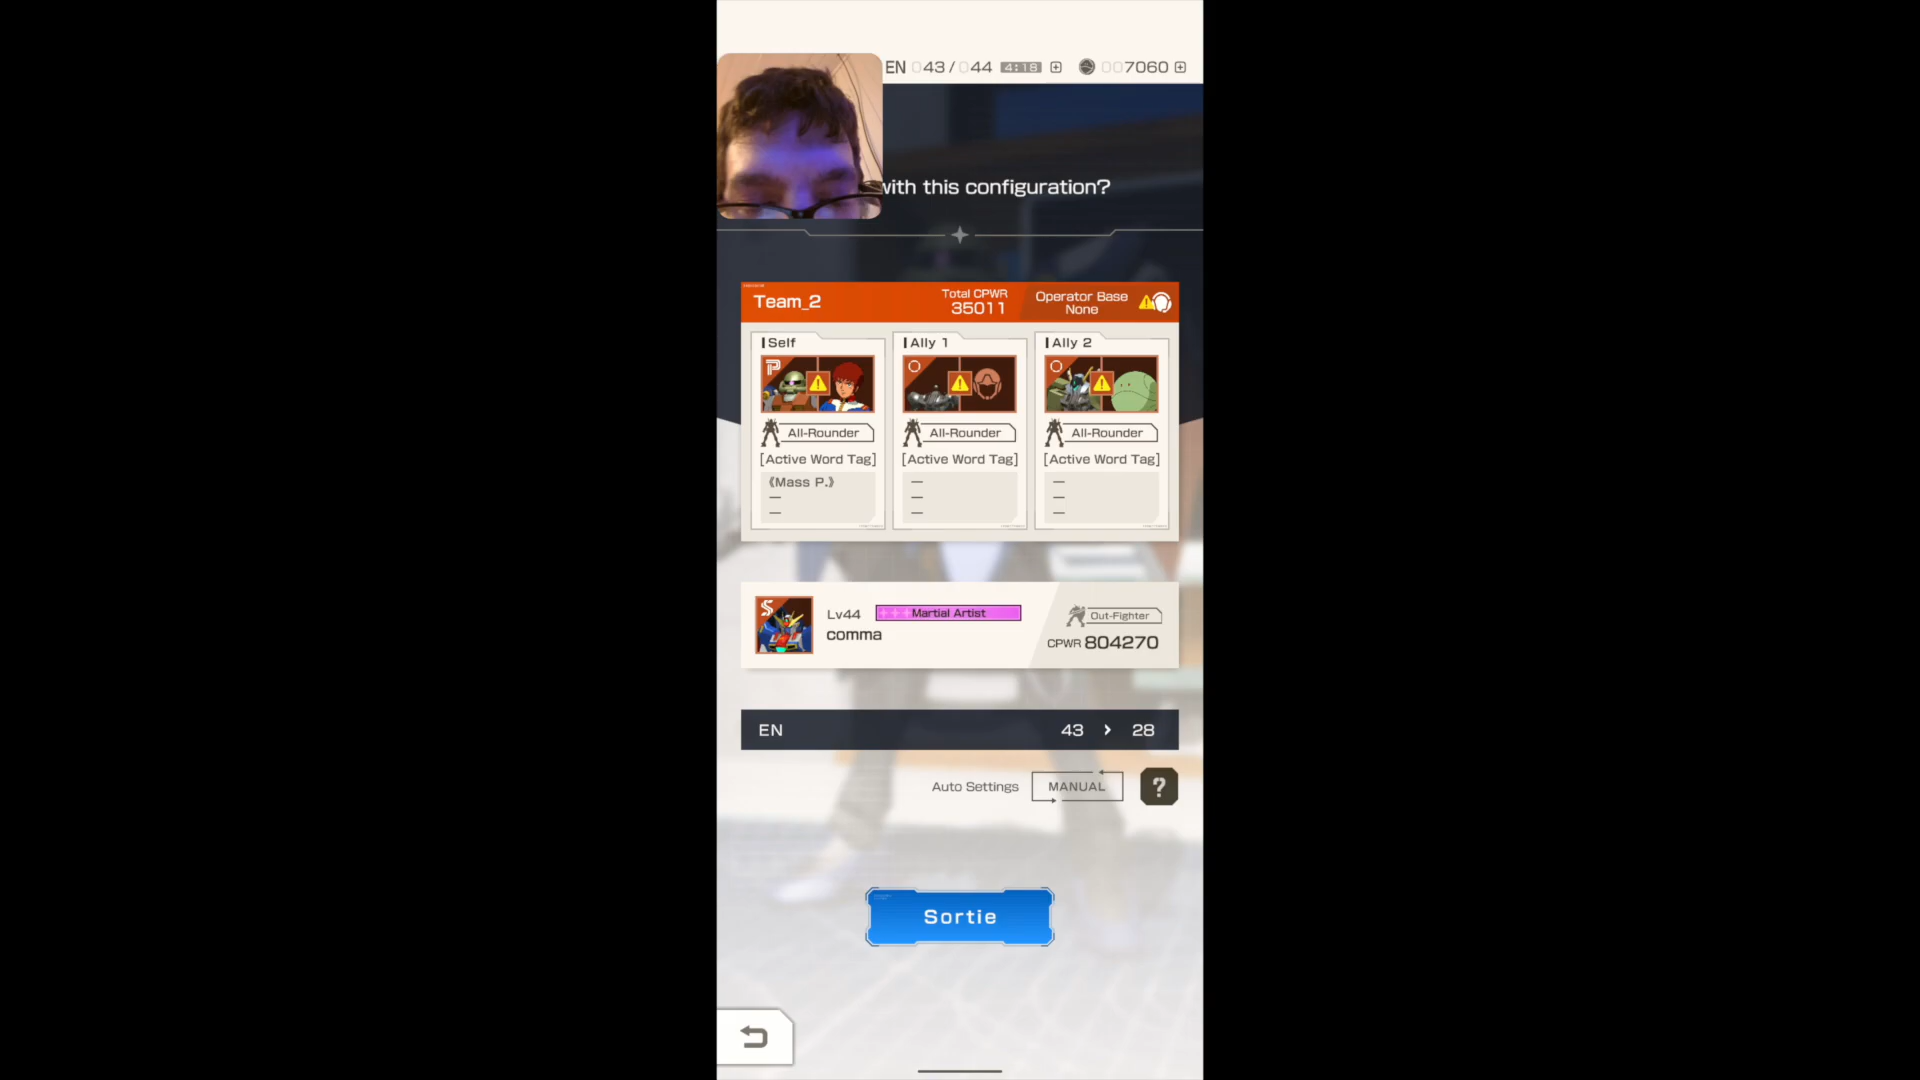 EN 043/044 4:18 007060
with this configuration?
Team_2
Total CPWR
35011
Operator Base
None
Self
Ally 1
Ally 2
P
O
O
All-Rounder
All-Rounder
All-Rounder
[Active Word Tag]
[Active Word Tag]
[Active Word Tag]
《Mass P.》
—
—
—
—
—
—
—
—
S
Lv44
Martial Artist
comma
Out-Fighter
CPWR 804270
EN
43 > 28
Auto Settings
MANUAL
?
Sortie